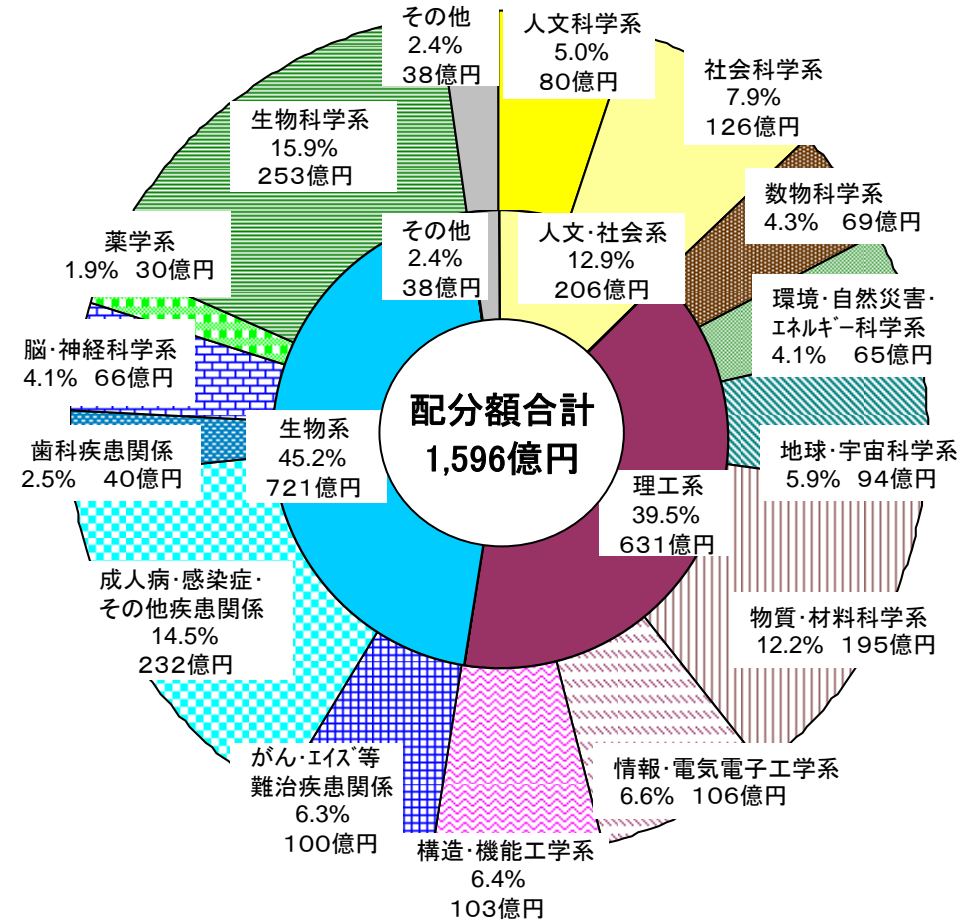 その他
2.4%
38億円
人文科学系
5.0%
80億円
社会科学系
7.9%
126億円
数物科学系
4.3% 69億円
環境･自然災害･
ｴﾈﾙｷﾞｰ科学系
4.1% 65億円
地球･宇宙科学系
5.9% 94億円
物質･材料科学系
12.2% 195億円
情報･電気電子工学系
6.6% 106億円
構造･機能工学系
6.4%
103億円
がん･ｴｲｽﾞ等
難治疾患関係
6.3%
100億円
成人病･感染症･
その他疾患関係
14.5%
232億円
歯科疾患関係
2.5% 40億円
脳･神経科学系
4.1% 66億円
薬学系
1.9% 30億円
生物科学系
15.9%
253億円
その他
2.4%
38億円
人文･社会系
12.9%
206億円
理工系
39.5%
631億円
生物系
45.2%
721億円
配分額合計
1,596億円